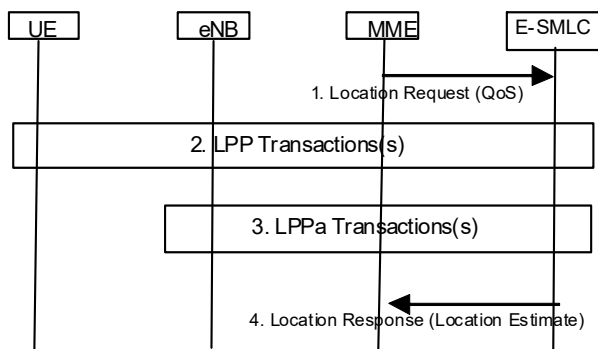 UE eNB MME E-SMLC
1. Location Request (QoS)
2. LPP Transactions(s)
3. LPPa Transactions(s)
4. Location Response (Location Estimate)